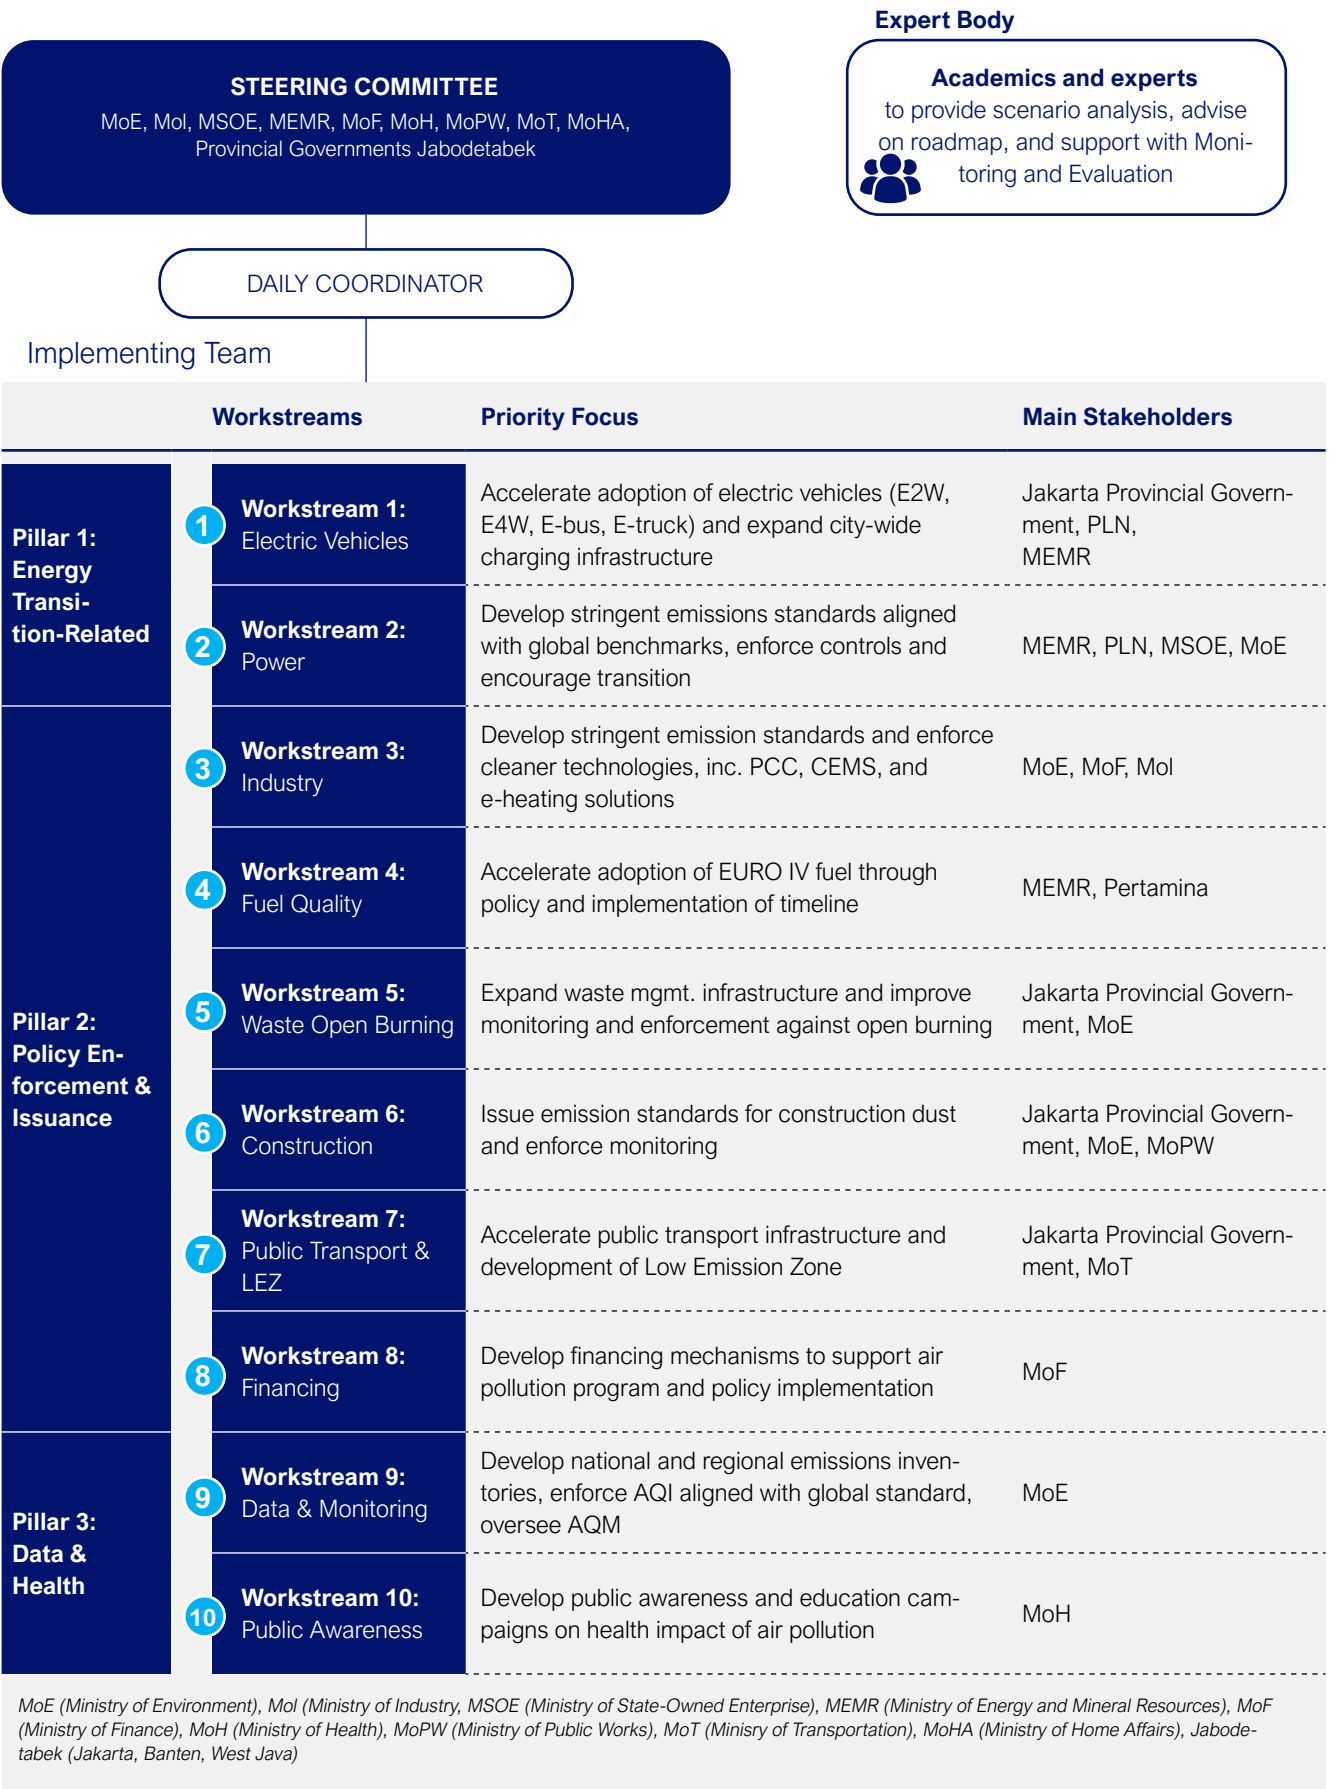 Expert Body
STEERING COMMITTEE
MoE, MoI, MSOE, MEMR, MoF, MoH, MoPW, MoT, MoHA,
Provincial Governments Jabodetabek
Academics and experts
to provide scenario analysis, advise
on roadmap, and support with Moni-
toring and Evaluation
DAILY COORDINATOR
Implementing Team
Workstreams
Priority Focus
Main Stakeholders
Pillar 1:
Energy
Transi-
tion-Related
1
Workstream 1:
Electric Vehicles
Accelerate adoption of electric vehicles (E2W,
E4W, E-bus, E-truck) and expand city-wide
charging infrastructure
Jakarta Provincial Govern-
ment, PLN,
MEMR
2
Workstream 2:
Power
Develop stringent emissions standards aligned
with global benchmarks, enforce controls and
encourage transition
MEMR, PLN, MSOE, MoE
Pillar 2:
Policy En-
forcement &
Issuance
3
Workstream 3:
Industry
Develop stringent emission standards and enforce
cleaner technologies, inc. PCC, CEMS, and
e-heating solutions
MoE, MoF, MoI
4
Workstream 4:
Fuel Quality
Accelerate adoption of EURO IV fuel through
policy and implementation of timeline
MEMR, Pertamina
5
Workstream 5:
Waste Open Burning
Expand waste mgmt. infrastructure and improve
monitoring and enforcement against open burning
Jakarta Provincial Govern-
ment, MoE
6
Workstream 6:
Construction
Issue emission standards for construction dust
and enforce monitoring
Jakarta Provincial Govern-
ment, MoE, MoPW
7
Workstream 7:
Public Transport &
LEZ
Accelerate public transport infrastructure and
development of Low Emission Zone
Jakarta Provincial Govern-
ment, MoT
8
Workstream 8:
Financing
Develop financing mechanisms to support air
pollution program and policy implementation
MoF
Pillar 3:
Data &
Health
9
Workstream 9:
Data & Monitoring
Develop national and regional emissions inven-
tories, enforce AQI aligned with global standard,
oversee AQM
MoE
10
Workstream 10:
Public Awareness
Develop public awareness and education cam-
paigns on health impact of air pollution
MoH
MoE (Ministry of Environment), MoI (Ministry of Industry, MSOE (Ministry of State-Owned Enterprise), MEMR (Ministry of Energy and Mineral Resources), MoF
(Ministry of Finance), MoH (Ministry of Health), MoPW (Ministry of Public Works), MoT (Minisry of Transportation), MoHA (Ministry of Home Affairs), Jabode-
tabek (Jakarta, Banten, West Java)